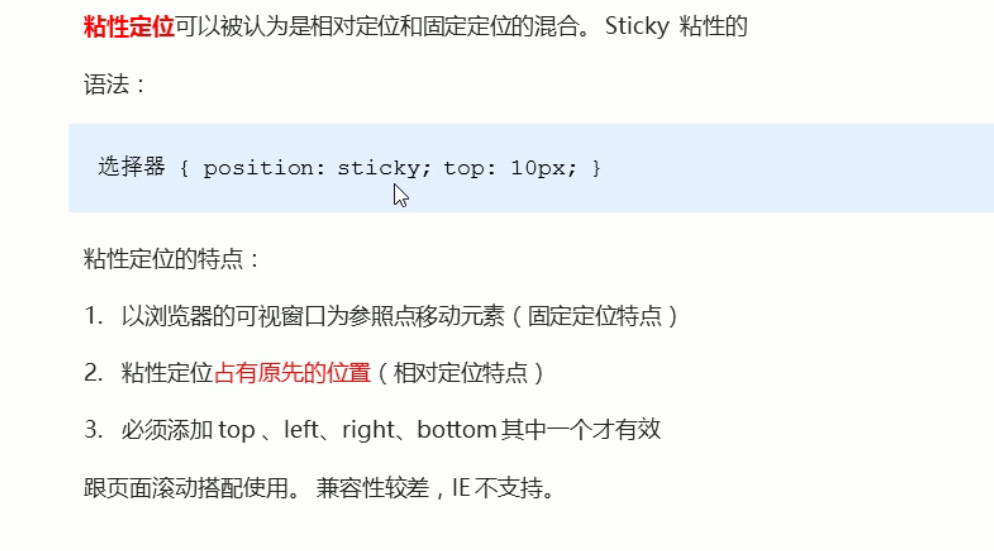 粘性定位可以被认为是相对定位和固定定位的混合。 Sticky 粘性的
语法：
选择器 { position: sticky; top: 10px; }
粘性定位的特点：
1. 以浏览器的可视窗口为参照点移动元素（固定定位特点）
2. 粘性定位占有原先的位置（相对定位特点）
3. 必须添加 top 、left、right、bottom 其中一个才有效
跟页面滚动搭配使用。 兼容性较差，IE 不支持。